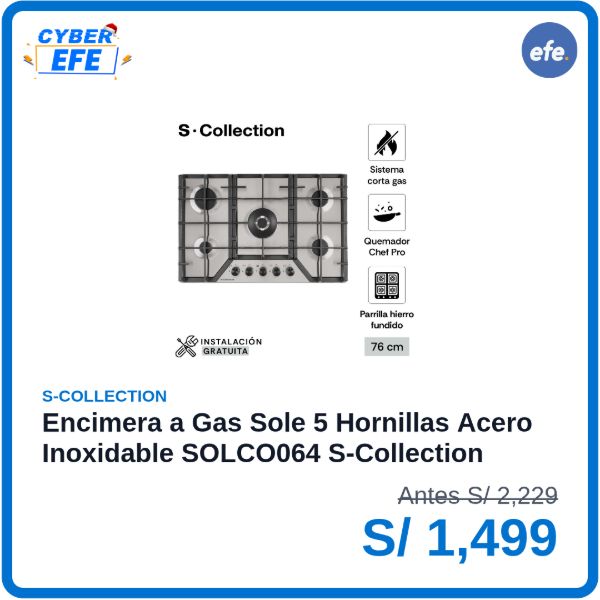 CYBER
EFE
efe.
S·Collection
Sistema
corta gas
Quemador
Chef Pro
Parrilla hierro
fundido
76 cm
INSTALACIÓN
GRATUITA
S-COLLECTION
Encimera a Gas Sole 5 Hornillas Acero
Inoxidable SOLCO064 S-Collection
Antes S/ 2,229
S/ 1,499